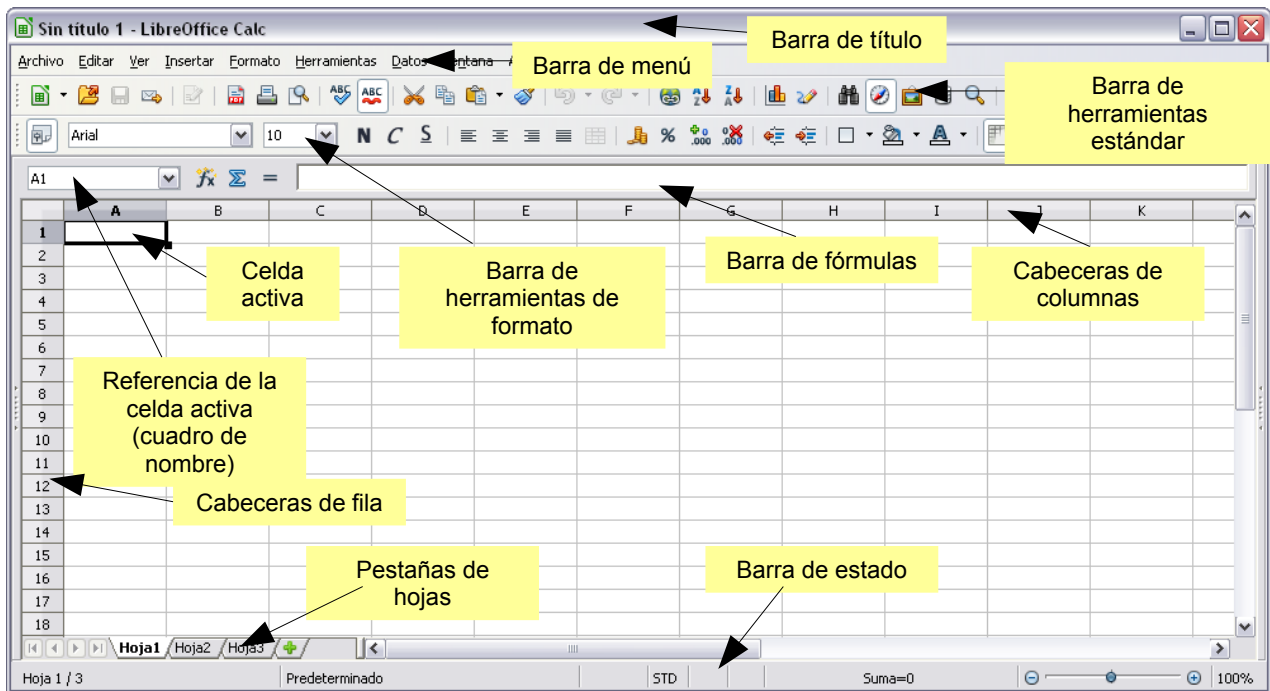 Sin título 1 - LibreOffice Calc
Barra de título
Archivo Editar Ver Insertar Formato Herramientas Datos
Barra de menú
Barra de
herramientas
estándar
Arial
10
N C S
A1
A B C D E F G H I J K
1
2
3
4
5
6
7
8
9
10
11
12
13
14
15
16
17
18
Celda
activa
Barra de
herramientas de
formato
Barra de fórmulas
Cabeceras de
columnas
Referencia de la
celda activa
(cuadro de
nombre)
Cabeceras de fila
Pestañas de
hojas
Barra de estado
Hoja1 Hoja2 Hoja3
Hoja 1 / 3 Predeterminado STD Suma=0 100%